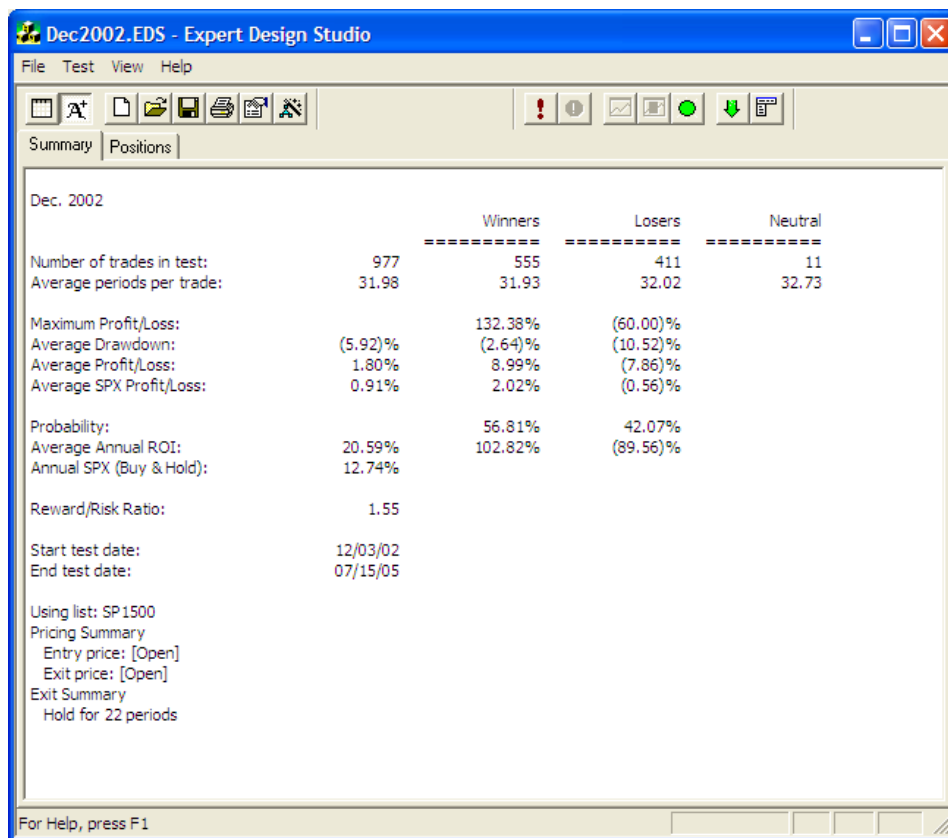 Dec2002.EDS - Expert Design Studio
File Test View Help
Summary Positions
Dec. 2002
Winners Losers Neutral
========== ========== ==========
Number of trades in test: 977 555 411 11
Average periods per trade: 31.98 31.93 32.02 32.73
Maximum Profit/Loss: 132.38% (60.00)%
Average Drawdown: (5.92)% (2.64)% (10.52)%
Average Profit/Loss: 1.80% 8.99% (7.86)%
Average SPX Profit/Loss: 0.91% 2.02% (0.56)%
Probability: 56.81% 42.07%
Average Annual ROI: 20.59% 102.82% (89.56)%
Annual SPX (Buy & Hold): 12.74%
Reward/Risk Ratio: 1.55
Start test date: 12/03/02
End test date: 07/15/05
Using list: SP1500
Pricing Summary
Entry price: [Open]
Exit price: [Open]
Exit Summary
Hold for 22 periods
For Help, press F1